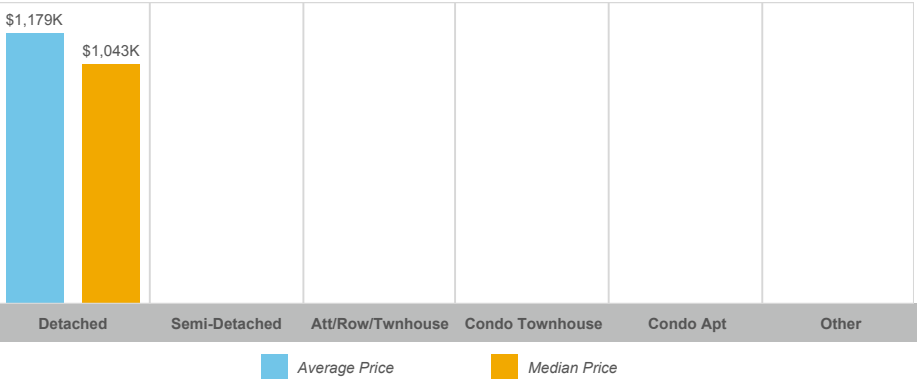 $1,179K
$1,043K
Detached Semi-Detached Att/Row/Twnhouse Condo Townhouse Condo Apt Other
Average Price Median Price